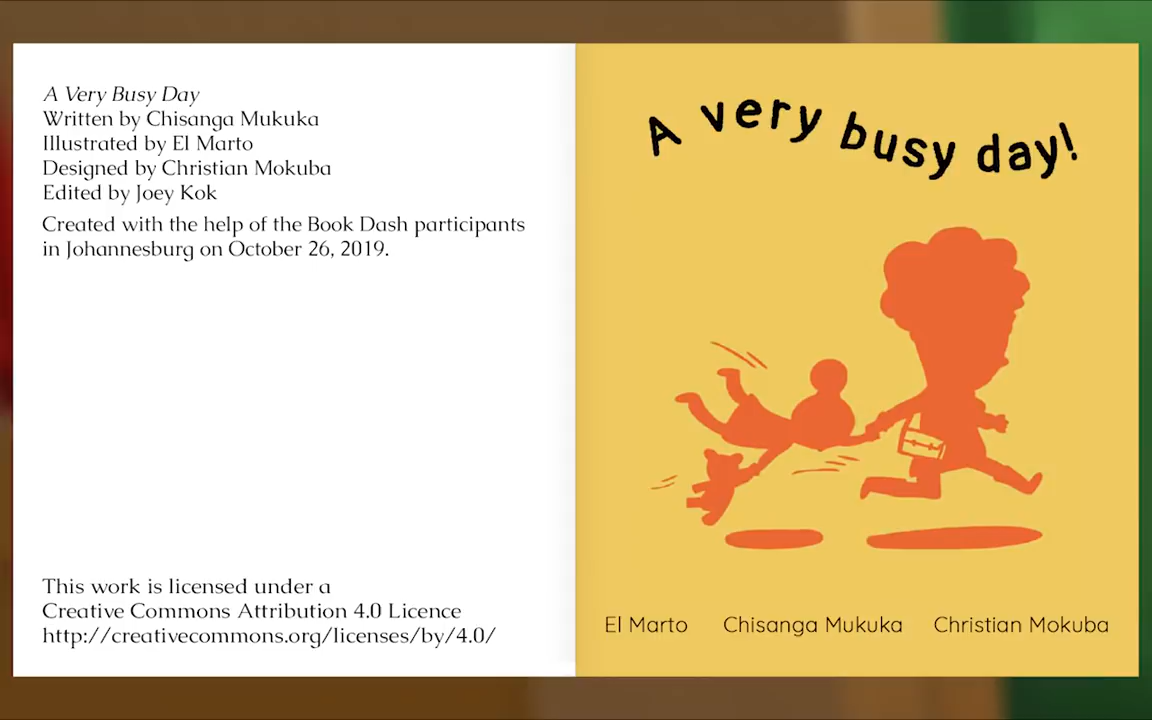 A Very Busy Day
Written by Chisanga Mukuka
Illustrated by El Marto
Designed by Christian Mokuba
Edited by Joey Kok
Created with the help of the Book Dash participants
in Johannesburg on October 26, 2019.
This work is licensed under a
Creative Commons Attribution 4.0 Licence
http://creativecommons.org/licenses/by/4.0/
A very busy day!
El Marto Chisanga Mukuka Christian Mokuba